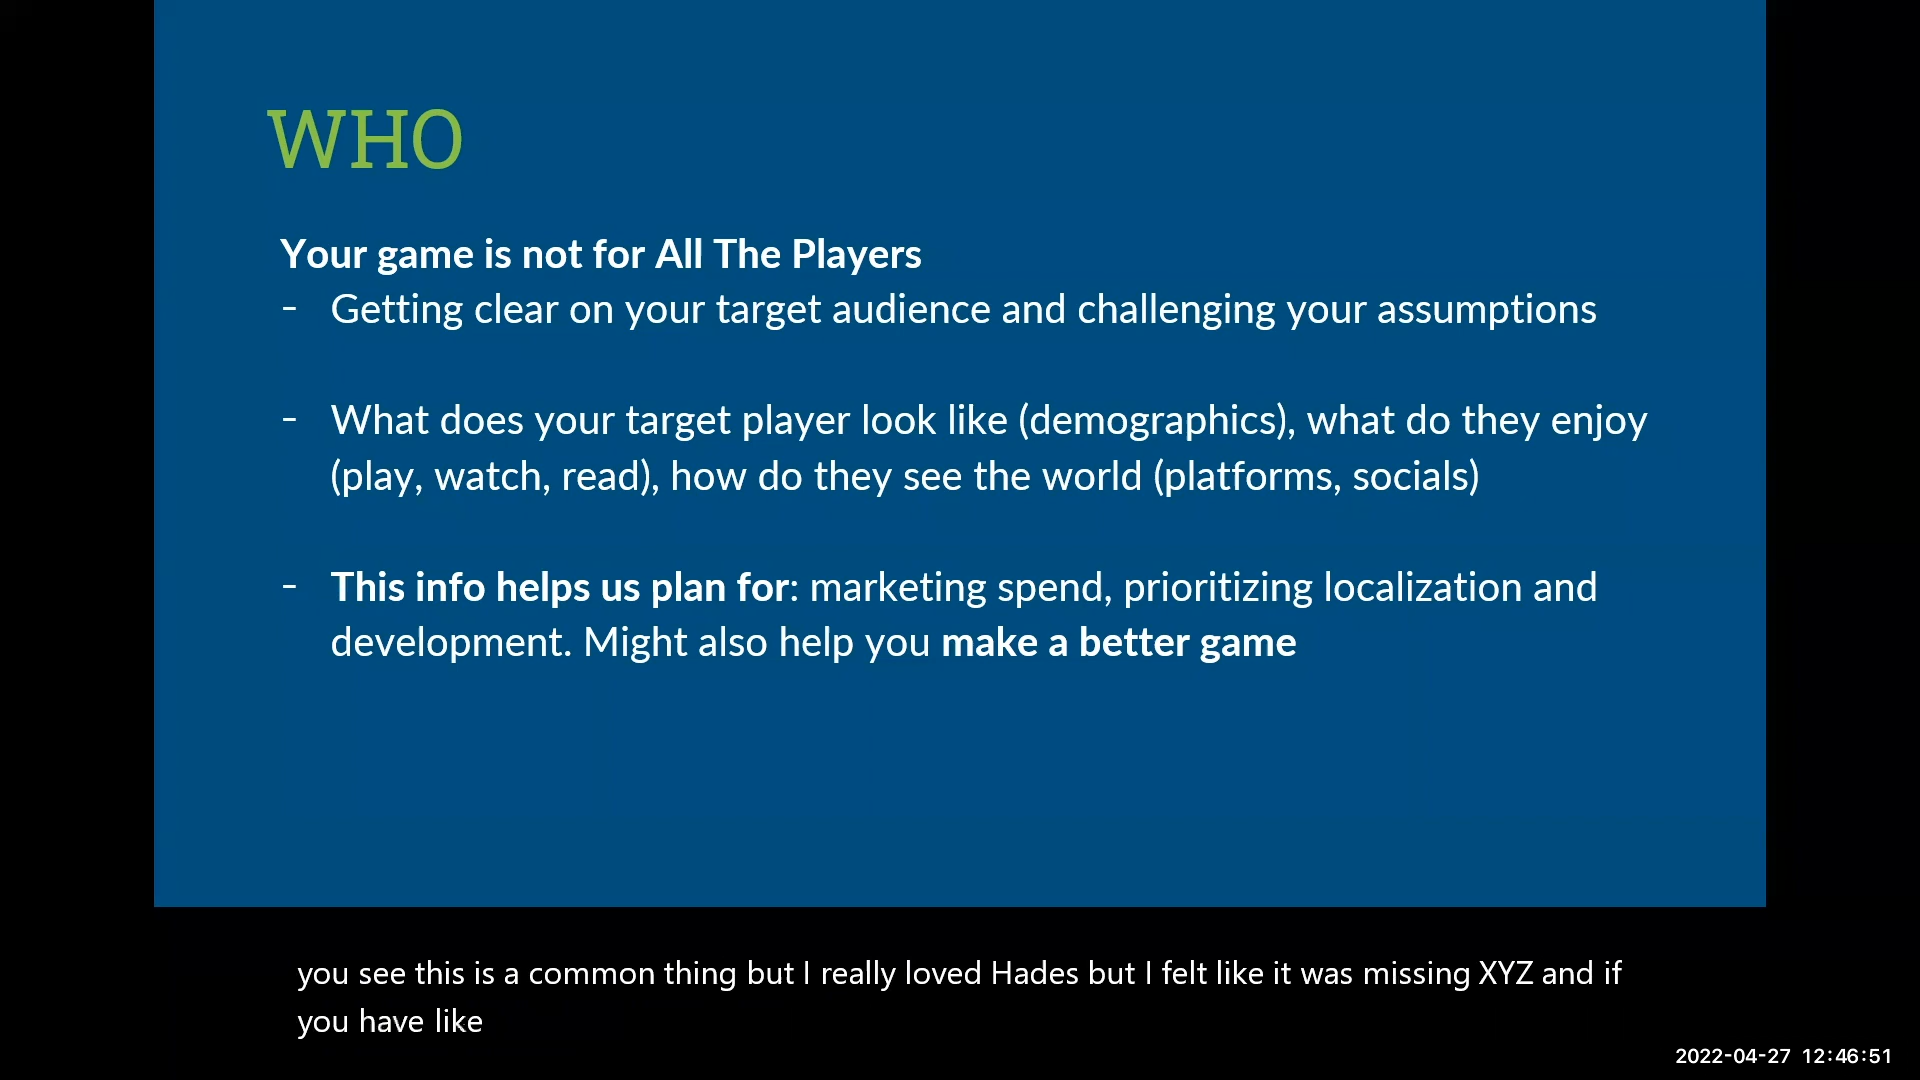 WHO
Your game is not for All The Players
- Getting clear on your target audience and challenging your assumptions
- What does your target player look like (demographics), what do they enjoy
(play, watch, read), how do they see the world (platforms, socials)
- This info helps us plan for: marketing spend, prioritizing localization and
development. Might also help you make a better game
you see this is a common thing but I really loved Hades but I felt like it was missing XYZ and if
you have like
2022-04-27 12:46:51